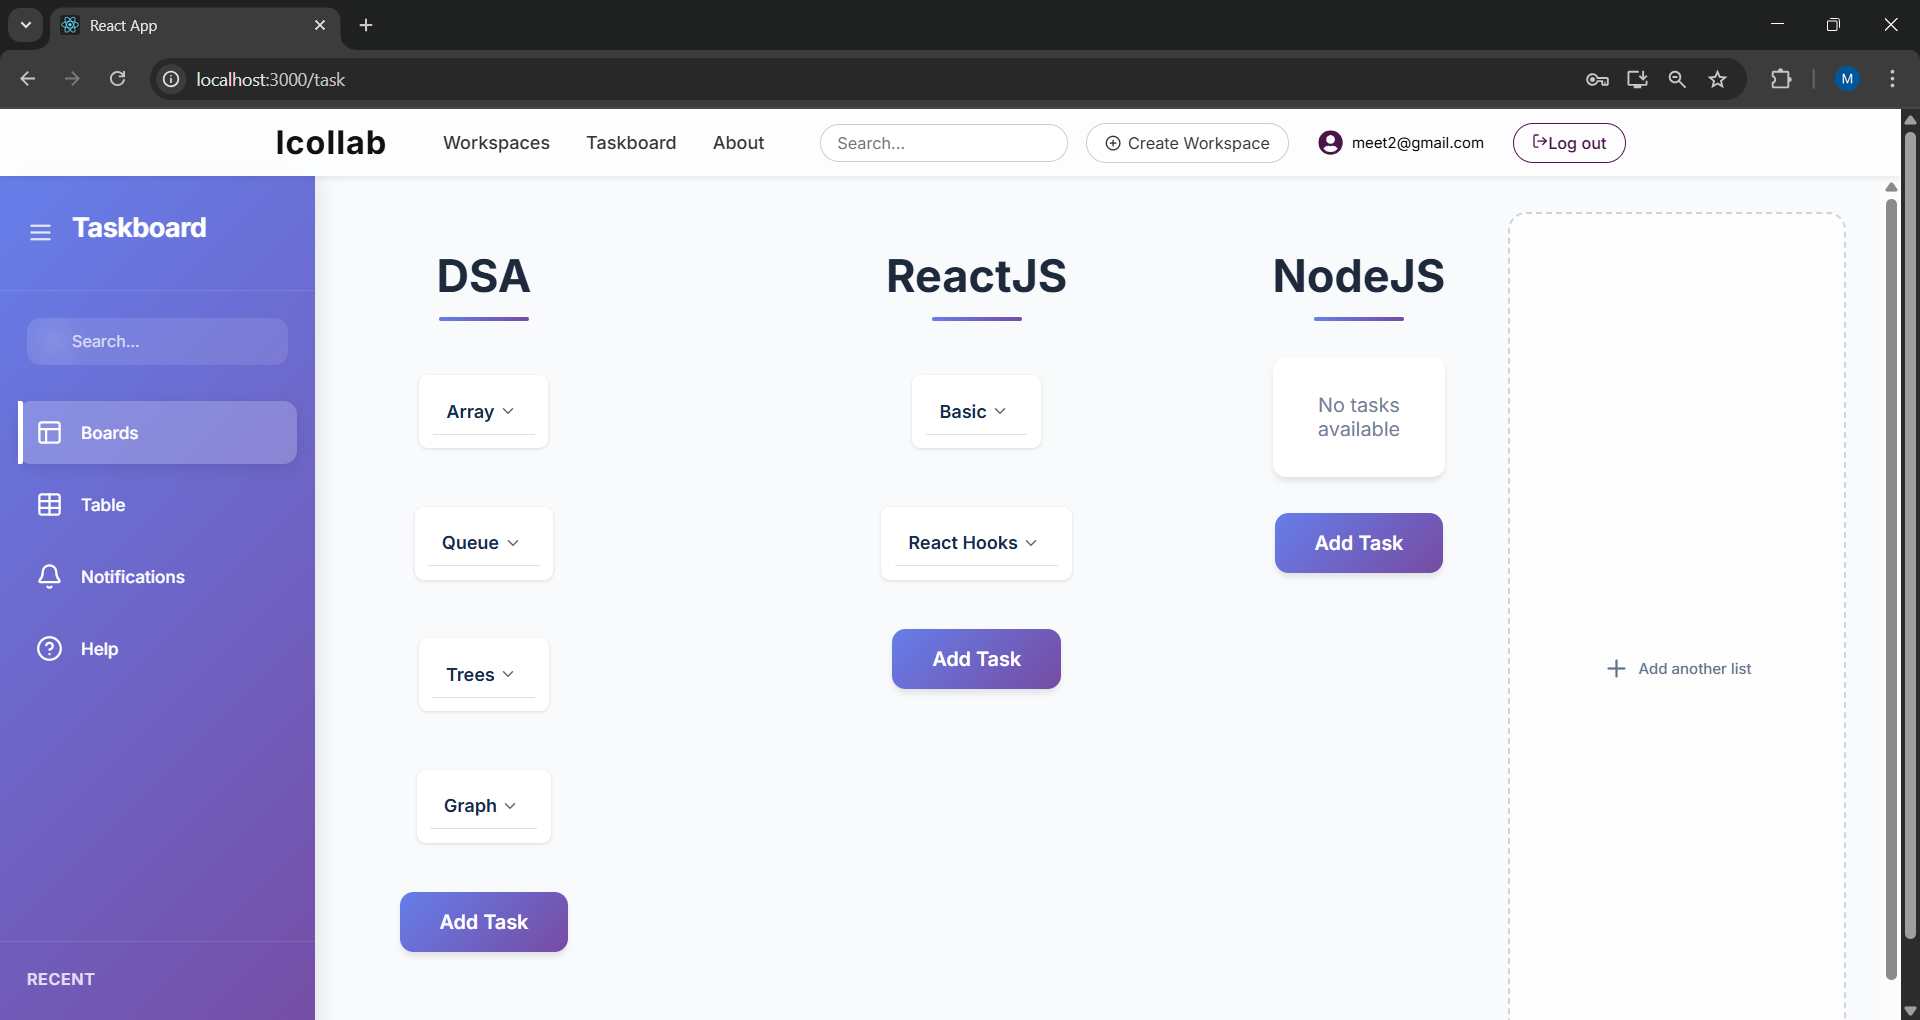 React App
localhost:3000/task
M
Icollab
Workspaces
Taskboard
About
Search...
Create Workspace
meet2@gmail.com
Log out
Taskboard
Search...
Boards
Table
Notifications
Help
RECENT
DSA
Array
Queue
Trees
Graph
Add Task
ReactJS
Basic
React Hooks
Add Task
NodeJS
No tasks
available
Add Task
Add another list